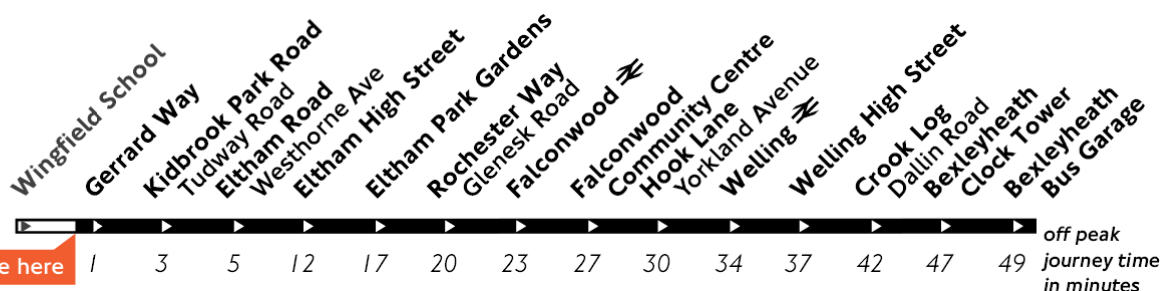 Wingfield School
Gerrard Way
Kidbrook Park Road
Tudway Road
Eltham Road
Westhorne Ave
Eltham High Street
Eltham Park Gardens
Rochester Way
Glenesk Road
Falconwood
Falconwood
Community Centre
Hook Lane
Yorkland Avenue
Welling
Welling High Street
Crook Log
Dallin Road
Bexleyheath
Clock Tower
Bexleyheath
Bus Garage
e here
1 3 5 12 17 20 23 27 30 34 37 42 47 49
off peak
journey time
in minutes